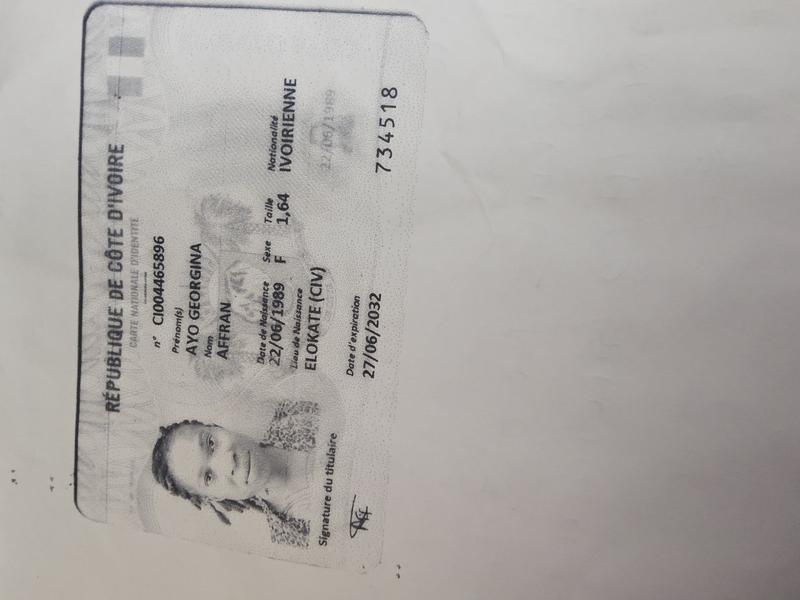 RÉPUBLIQUE DE CÔTE D'IVOIRE
CARTE NATIONALE D'IDENTITÉ
n° CI004465896
Prénom(s)
AYO GEORGINA
Nom
AFFRAN
Date de Naissance Sexe Taille Nationalité
22/06/1989 F 1,64 IVOIRIENNE
Lieu de Naissance
ELOKATE (CIV)
22/06/1989
Date d'expiration
27/06/2032
734518
Signature du titulaire